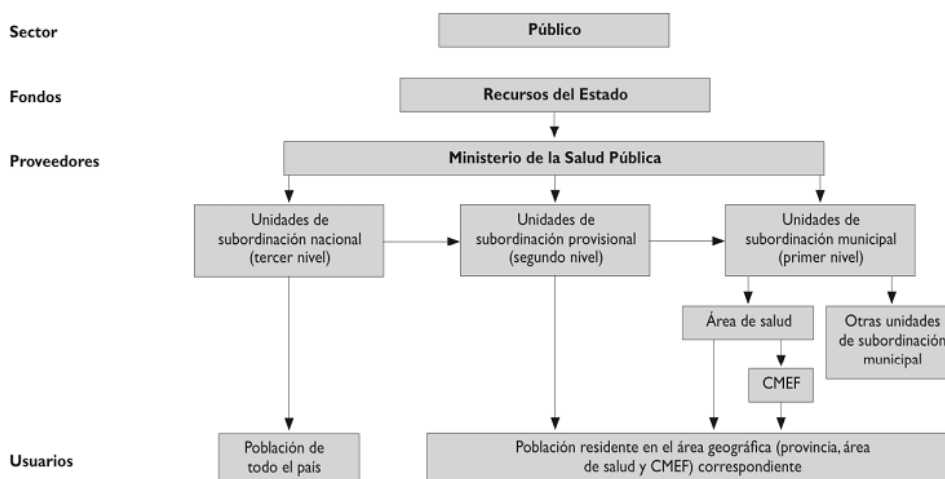 Sector
Público
Fondos
Recursos del Estado
Proveedores
Ministerio de la Salud Pública
Unidades de
subordinación nacional
(tercer nivel)
Unidades de
subordinación provisional
(segundo nivel)
Unidades de
subordinación municipal
(primer nivel)
Área de salud
Otras unidades
de subordinación
municipal
CMEF
Usuarios
Población de
todo el país
Población residente en el área geográfica (provincia, área
de salud y CMEF) correspondiente